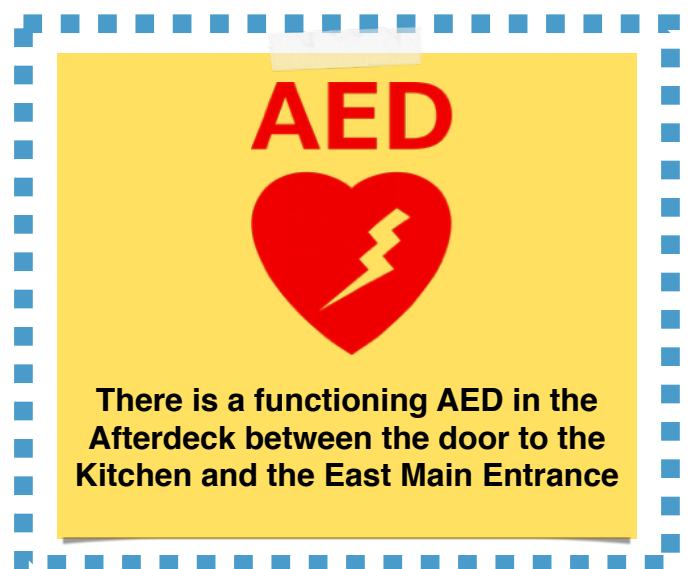 AED
There is a functioning AED in the
Afterdeck between the door to the
Kitchen and the East Main Entrance